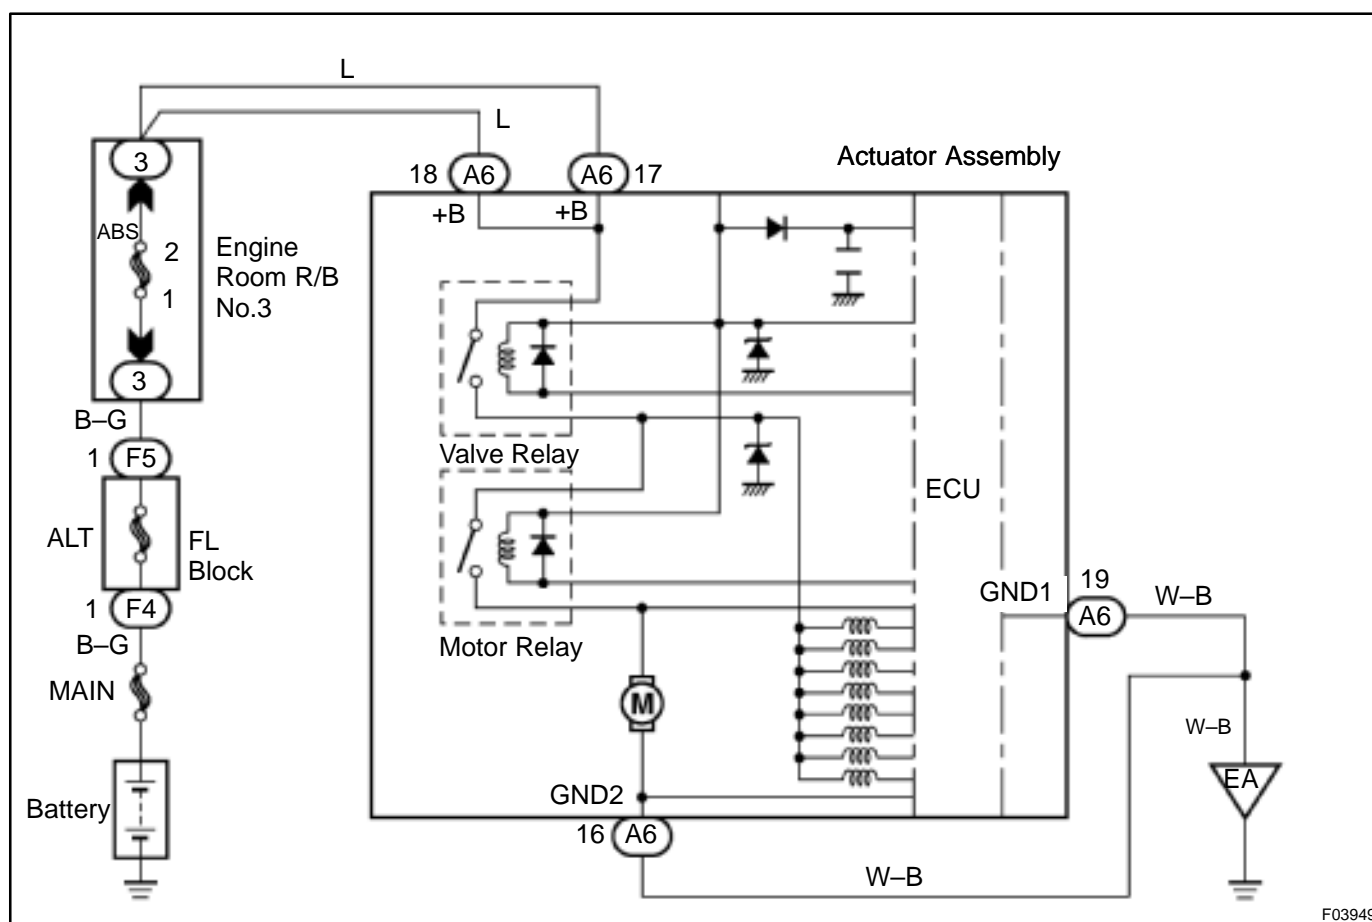 L
L
3
18 A6
A6 17
Actuator Assembly
+B
+B
ABS
2
1
Engine
Room R/B
No.3
3
B–G
1 F5
Valve Relay
ECU
ALT
FL
Block
1 F4
B–G
GND1
19
A6
W–B
Motor Relay
MAIN
M
W–B
EA
Battery
GND2
16 A6
W–B
F03949